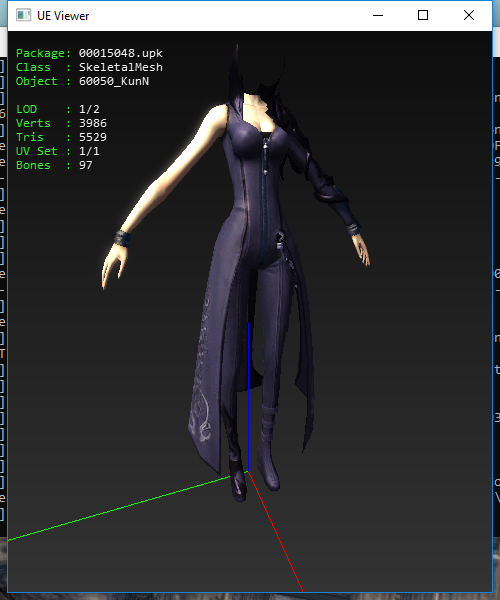 UE Viewer
Package: 00015048.upk
Class : SkeletalMesh
Object : 60050_KunN
LOD : 1/2
Verts : 3986
Tris : 5529
UV Set : 1/1
Bones : 97